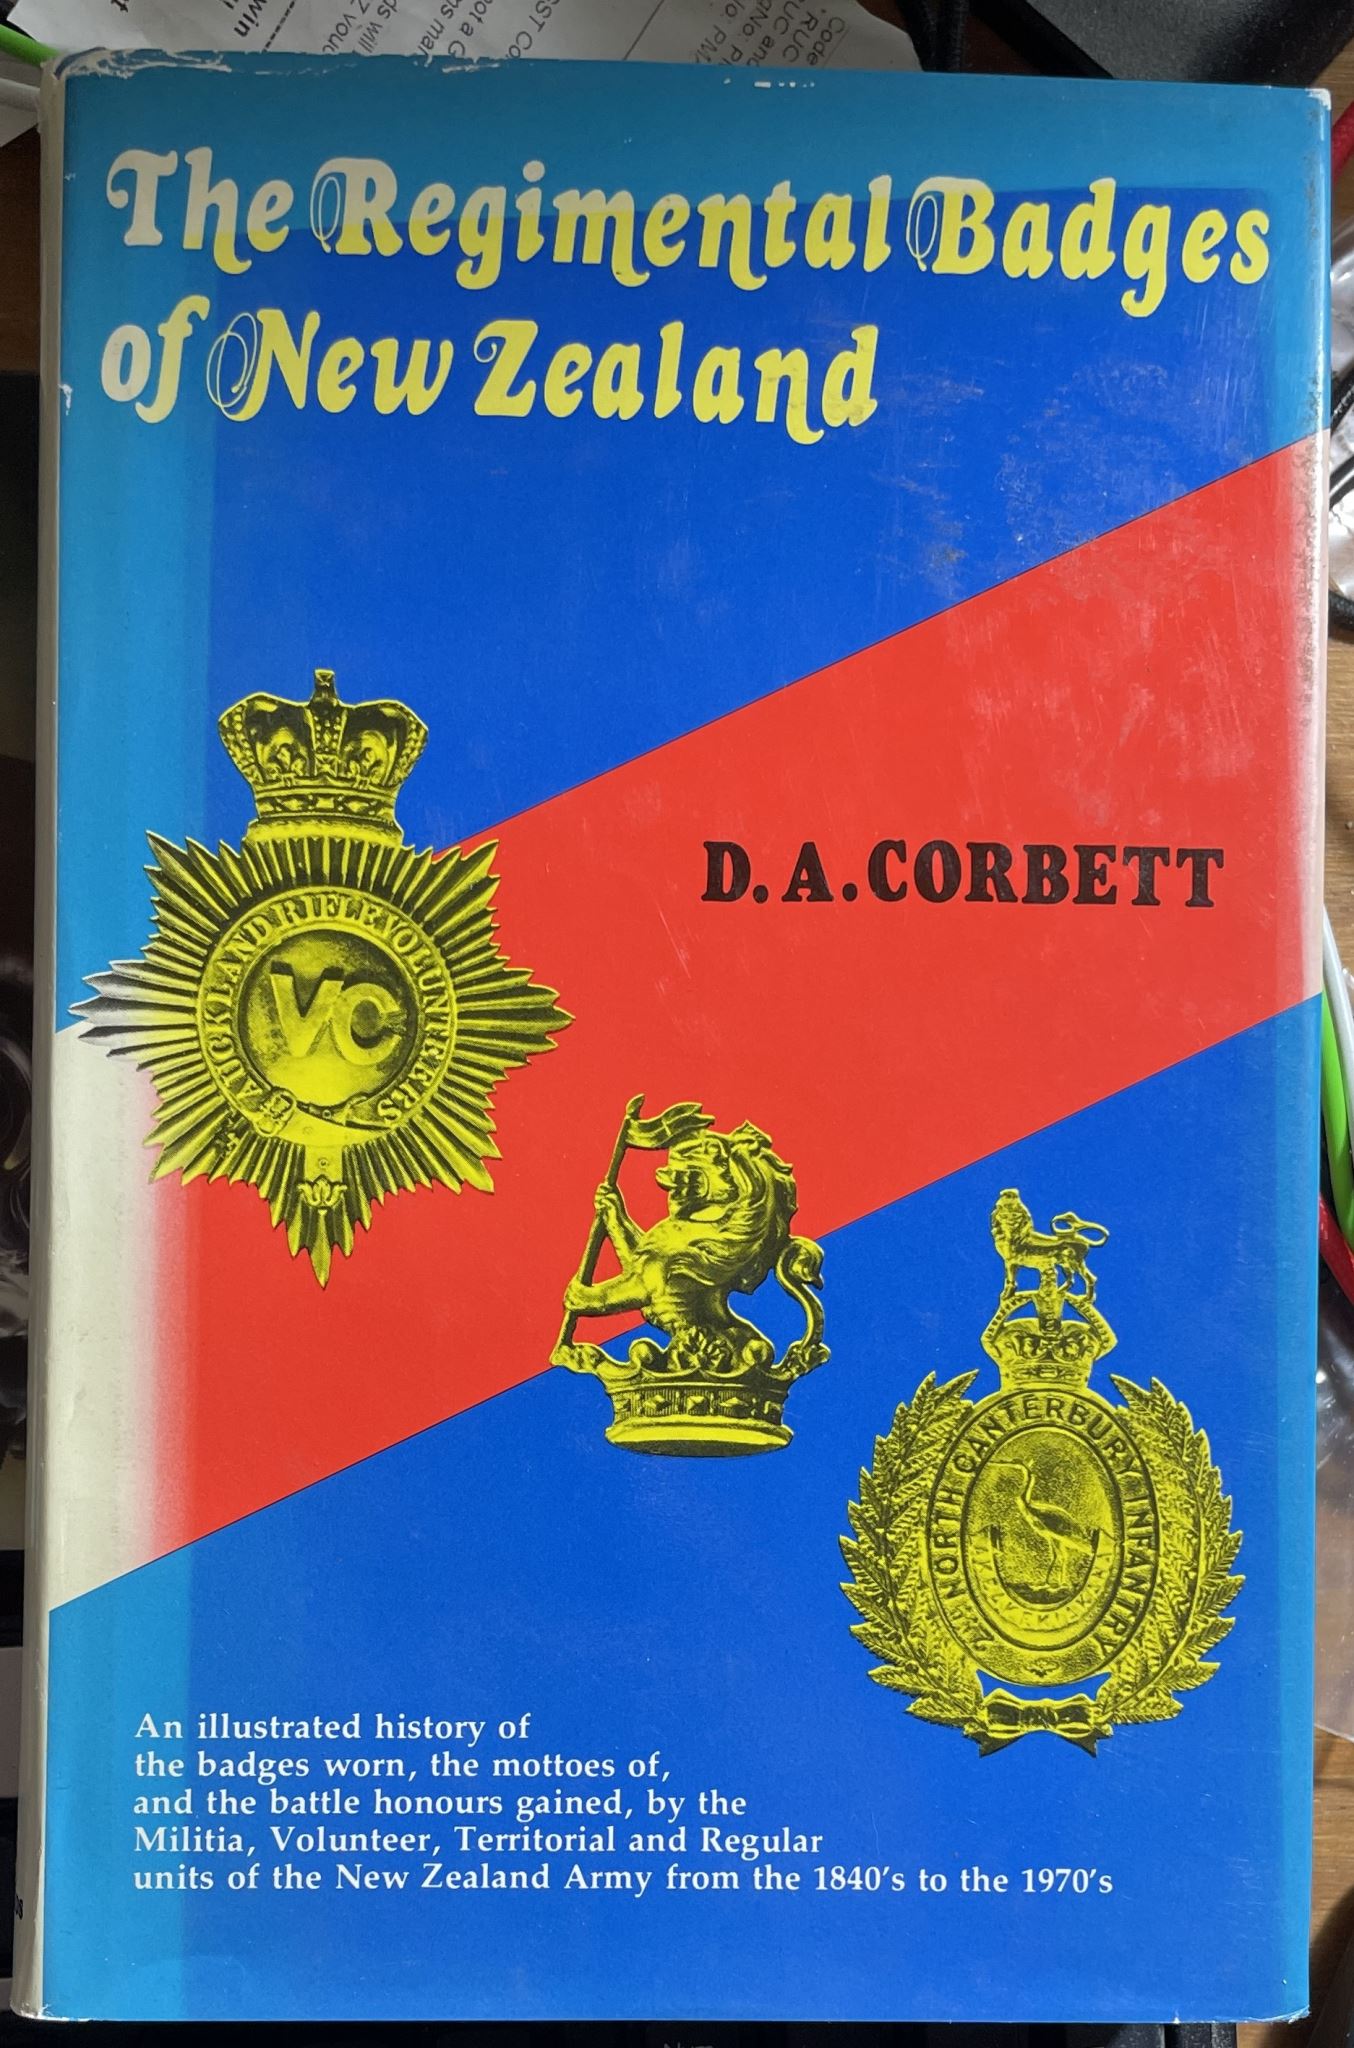 The Regimental Badges
of New Zealand
D. A. CORBETT
AUCKLAND RIFLE VOLUNTEERS
VC
2ND NORTH CANTERBURY INFANTRY
An illustrated history of
the badges worn, the mottoes of,
and the battle honours gained, by the
Militia, Volunteer, Territorial and Regular
units of the New Zealand Army from the 1840's to the 1970's